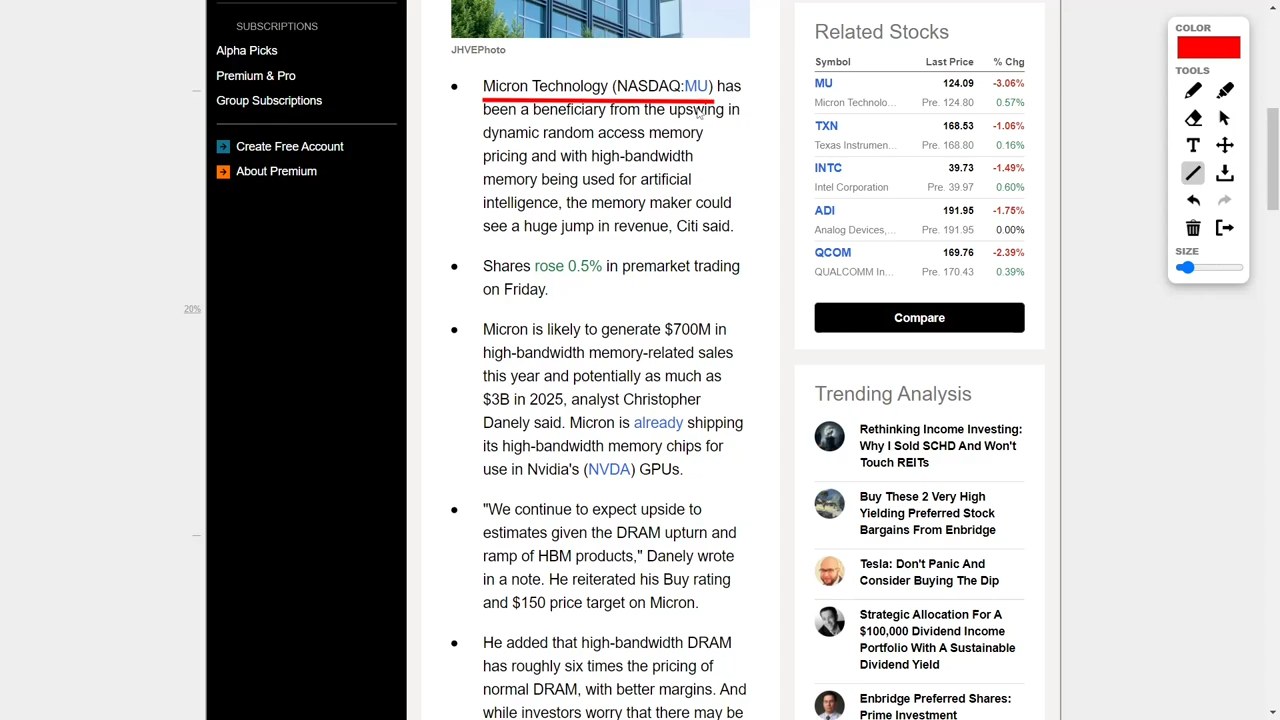 SUBSCRIPTIONS
Alpha Picks
Premium & Pro
Group Subscriptions
Create Free Account
About Premium
20%
JHVEPhoto
Micron Technology (NASDAQ:MU) has
been a beneficiary from the upswing in
dynamic random access memory
pricing and with high-bandwidth
memory being used for artificial
intelligence, the memory maker could
see a huge jump in revenue, Citi said.
Shares rose 0.5% in premarket trading
on Friday.
Micron is likely to generate $700M in
high-bandwidth memory-related sales
this year and potentially as much as
$3B in 2025, analyst Christopher
Danely said. Micron is already shipping
its high-bandwidth memory chips for
use in Nvidia's (NVDA) GPUs.
"We continue to expect upside to
estimates given the DRAM upturn and
ramp of HBM products," Danely wrote
in a note. He reiterated his Buy rating
and $150 price target on Micron.
He added that high-bandwidth DRAM
has roughly six times the pricing of
normal DRAM, with better margins. And
while investors worry that there may be
Related Stocks
Symbol Last Price % Chg
MU 124.09 -3.06%
Micron Technolo... Pre. 124.80 0.57%
TXN 168.53 -1.06%
Texas Instrumen... Pre. 168.80 0.16%
INTC 39.73 -1.49%
Intel Corporation Pre. 39.97 0.60%
ADI 191.95 -1.75%
Analog Devices,... Pre. 191.95 0.00%
QCOM 169.76 -2.39%
QUALCOMM In... Pre. 170.43 0.39%
Compare
Trending Analysis
Rethinking Income Investing:
Why I Sold SCHD And Won't
Touch REITs
Buy These 2 Very High
Yielding Preferred Stock
Bargains From Enbridge
Tesla: Don't Panic And
Consider Buying The Dip
Strategic Allocation For A
$100,000 Dividend Income
Portfolio With A Sustainable
Dividend Yield
Enbridge Preferred Shares:
Prime Investment
COLOR
TOOLS
T
SIZE